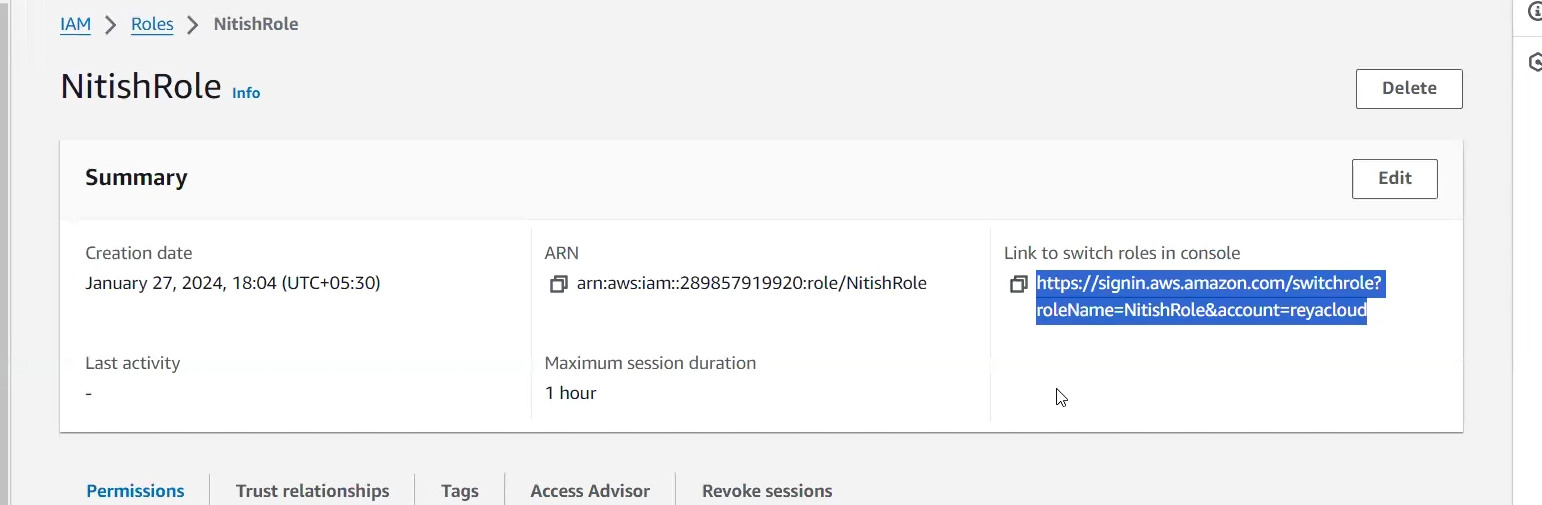 IAM > Roles > NitishRole
NitishRole Info
Delete
Summary
Edit
Creation date
January 27, 2024, 18:04 (UTC+05:30)
ARN
arn:aws:iam::289857919920:role/NitishRole
Link to switch roles in console
https://signin.aws.amazon.com/switchrole?
roleName=NitishRole&account=reyacloud
Last activity
-
Maximum session duration
1 hour
Permissions
Trust relationships
Tags
Access Advisor
Revoke sessions